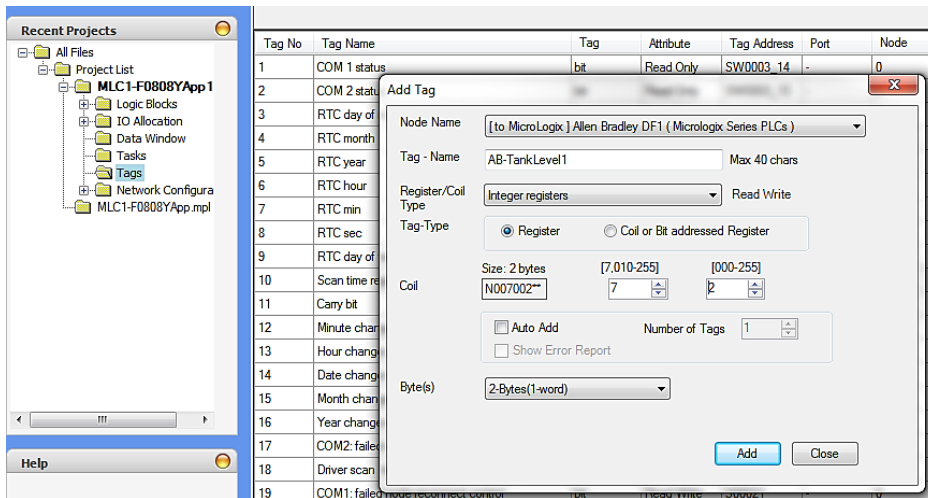 Recent Projects
All Files
Project List
MLC1-F0808YApp1
Logic Blocks
IO Allocation
Data Window
Tasks
Tags
Network Configura
MLC1-F0808YApp.mpl
Help
Tag No Tag Name Tag Attribute Tag Address Port Node
1 COM 1 status bit Read Only SW0003_14 - 0
2 COM 2 statu
3 RTC day of
4 RTC month
5 RTC year
6 RTC hour
7 RTC min
8 RTC sec
9 RTC day of
10 Scan time re
11 Carry bit
12 Minute chan
13 Hour chang
14 Date chang
15 Month chan
16 Year change
17 COM2: failed
18 Driver scan
19 COM1: failed node reconnect control bit Read Write - 0
Add Tag
Node Name [ to MicroLogix ] Allen Bradley DF1 ( Micrologix Series PLCs )
Tag - Name AB-TankLevel1 Max 40 chars
Register/Coil Type Integer registers Read Write
Tag-Type Register Coil or Bit addressed Register
Size: 2 bytes [7,010-255] [000-255]
Coil N007002** 7 2
Auto Add Number of Tags 1
Show Error Report
Byte(s) 2-Bytes(1-word)
Add Close